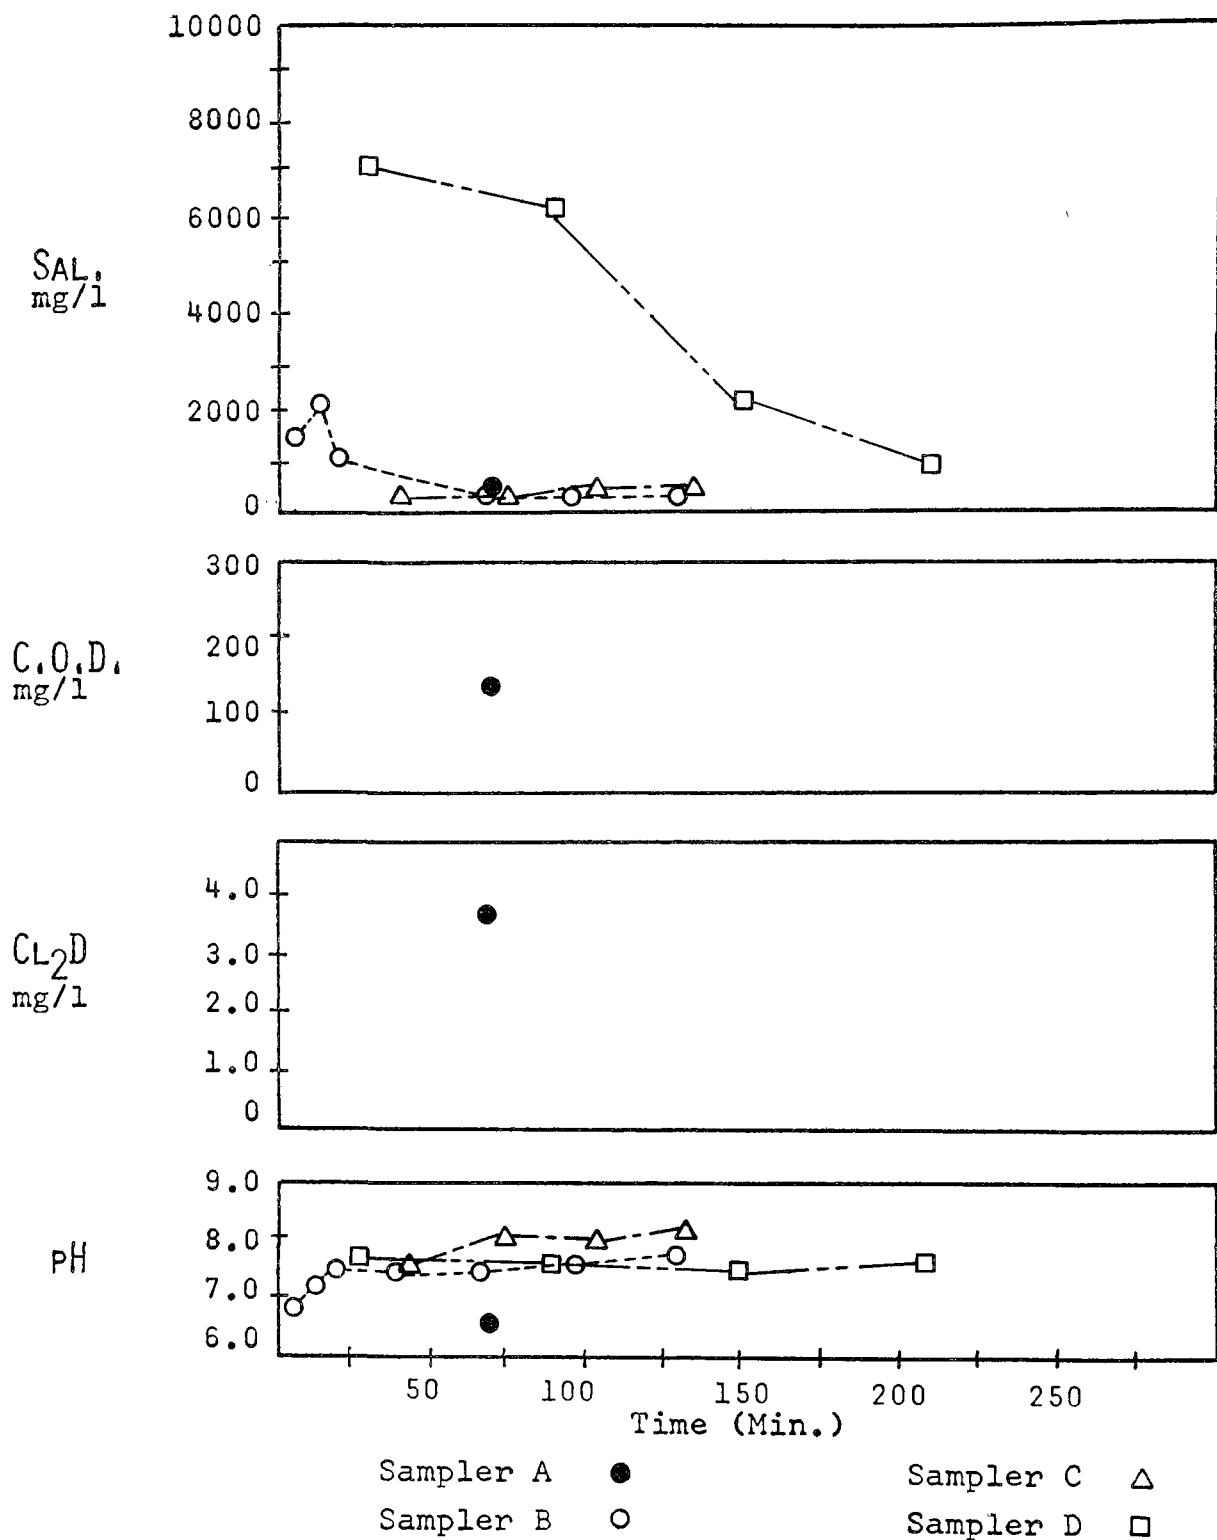 10000
8000
6000
SAL.
mg/l
4000
2000
0
300
200
C.O.D.
mg/l
100
0
4.0
CL2D
3.0
mg/l
2.0
1.0
0
9.0
8.0
pH
7.0
6.0
50 100 150 200 250
Time (Min.)
Sampler A ● Sampler C △
Sampler B ○ Sampler D □